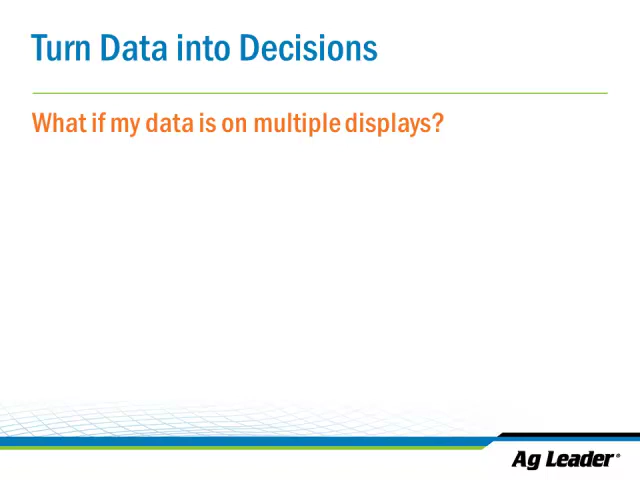 Turn Data into Decisions
What if my data is on multiple displays?
Ag Leader®